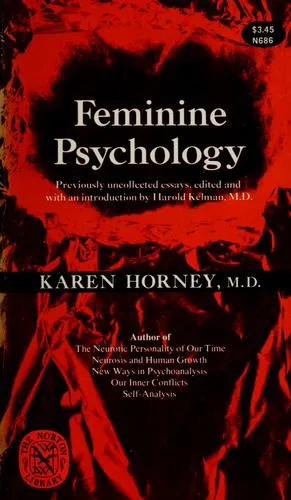 $3.45
N686
Feminine
Psychology
Previously uncollected essays, edited and
with an introduction by Harold Kelman, M.D.
KAREN HORNEY, M.D.
Author of
The Neurotic Personality of Our Time
Neurosis and Human Growth
New Ways in Psychoanalysis
Our Inner Conflicts
Self-Analysis
THE NORTON
LIBRARY